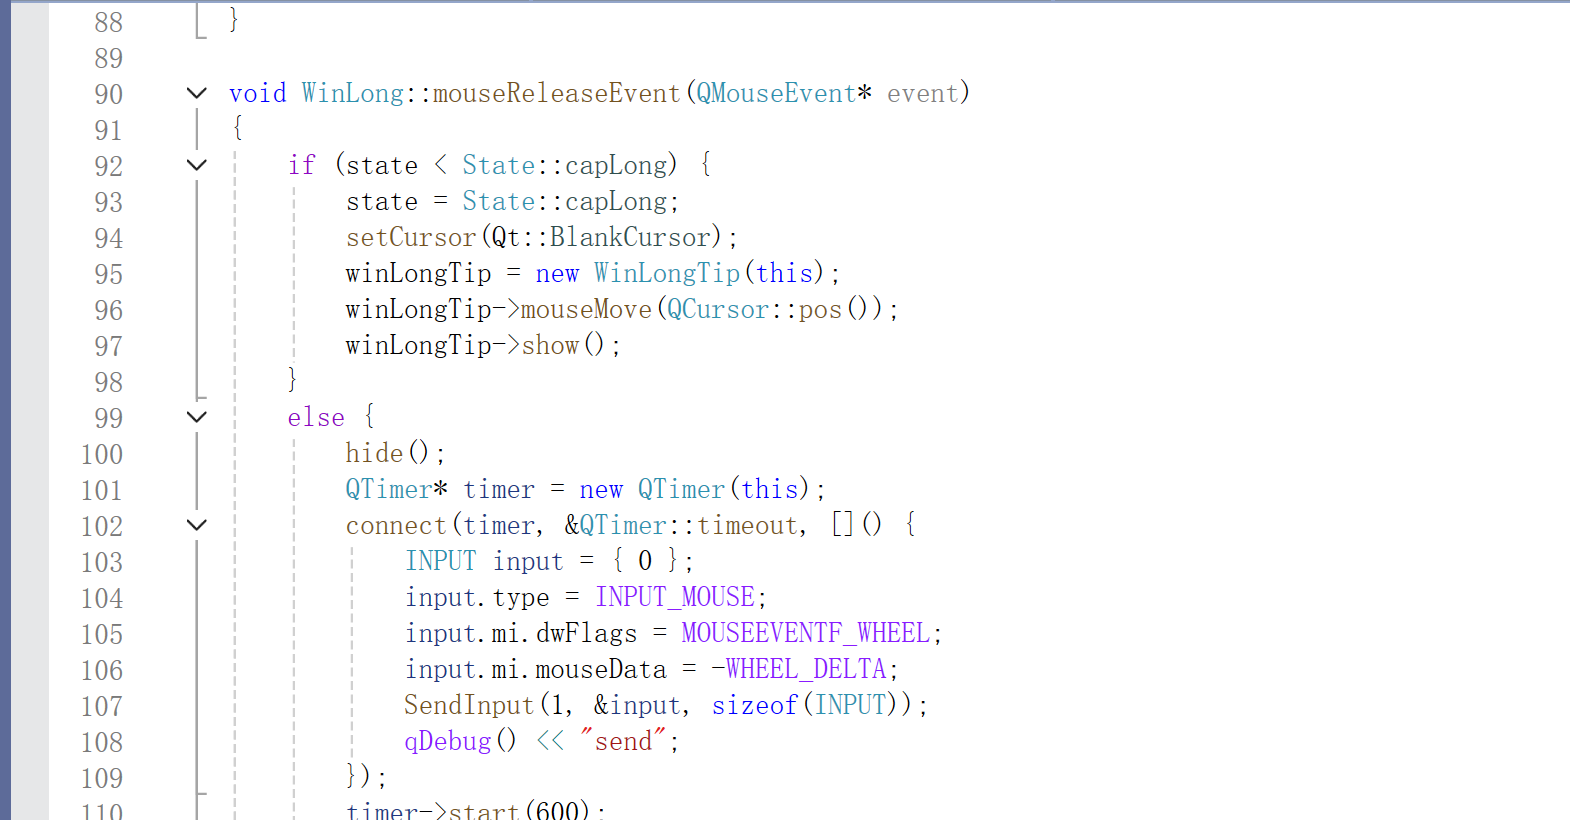 88 }
89
90 void WinLong::mouseReleaseEvent(QMouseEvent* event)
91 {
92 if (state < State::capLong) {
93 state = State::capLong;
94 setCursor(Qt::BlankCursor);
95 winLongTip = new WinLongTip(this);
96 winLongTip->mouseMove(QCursor::pos());
97 winLongTip->show();
98 }
99 else {
100 hide();
101 QTimer* timer = new QTimer(this);
102 connect(timer, &QTimer::timeout, []() {
103 INPUT input = { 0 };
104 input.type = INPUT_MOUSE;
105 input.mi.dwFlags = MOUSEEVENTF_WHEEL;
106 input.mi.mouseData = -WHEEL_DELTA;
107 SendInput(1, &input, sizeof(INPUT));
108 qDebug() << "send";
109 });
110 timer->start(600);